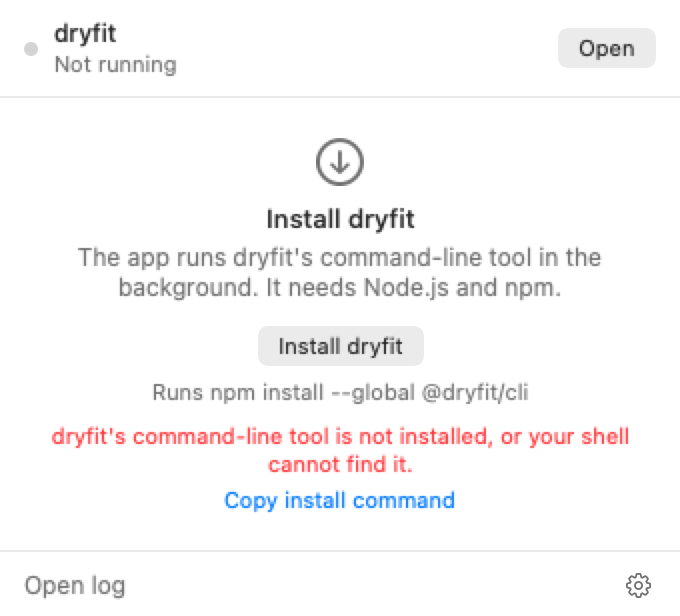 dryfit
Not running
Open
Install dryfit
The app runs dryfit's command-line tool in the
background. It needs Node.js and npm.
Install dryfit
Runs npm install --global @dryfit/cli
dryfit's command-line tool is not installed, or your shell
cannot find it.
Copy install command
Open log